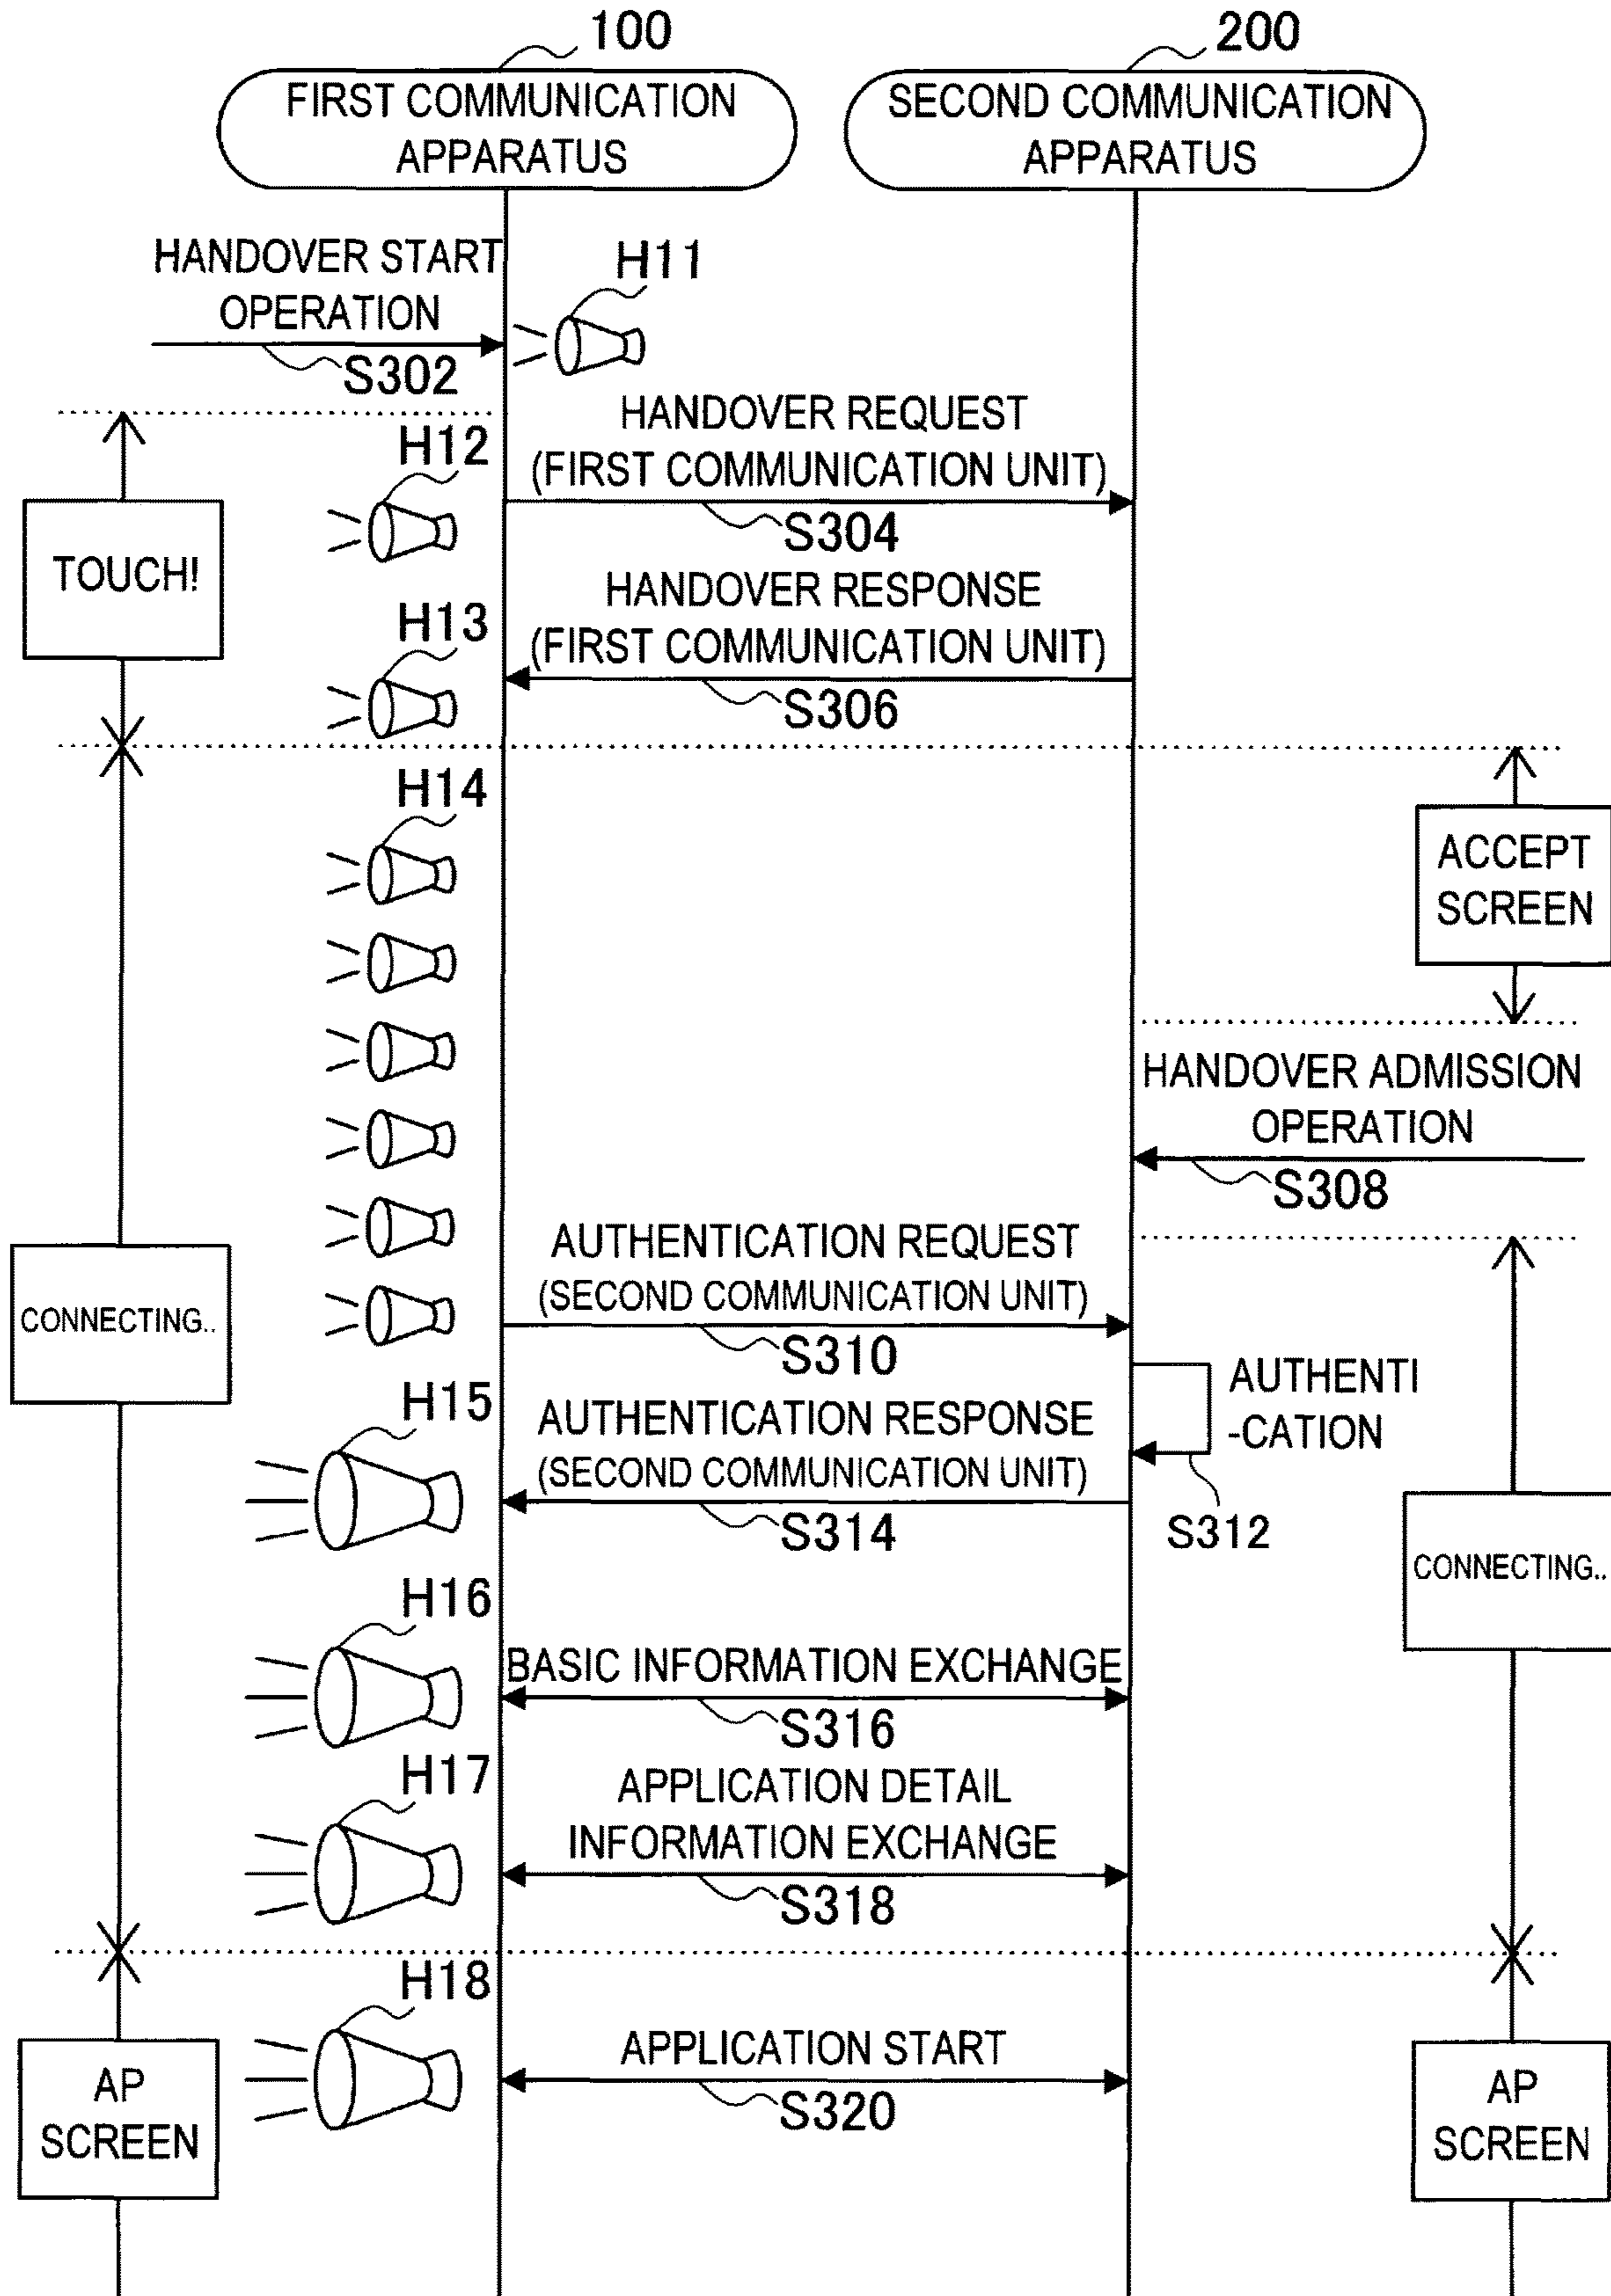 100
200
FIRST COMMUNICATION
APPARATUS
SECOND COMMUNICATION
APPARATUS
HANDOVER START
OPERATION
S302
H11
HANDOVER REQUEST
(FIRST COMMUNICATION UNIT)
S304
H12
TOUCH!
HANDOVER RESPONSE
(FIRST COMMUNICATION UNIT)
S306
H13
H14
ACCEPT
SCREEN
HANDOVER ADMISSION
OPERATION
S308
AUTHENTICATION REQUEST
(SECOND COMMUNICATION UNIT)
S310
CONNECTING..
AUTHENTI
-CATION
S312
H15
AUTHENTICATION RESPONSE
(SECOND COMMUNICATION UNIT)
S314
CONNECTING..
H16
BASIC INFORMATION EXCHANGE
S316
H17
APPLICATION DETAIL
INFORMATION EXCHANGE
S318
H18
APPLICATION START
S320
AP
SCREEN
AP
SCREEN